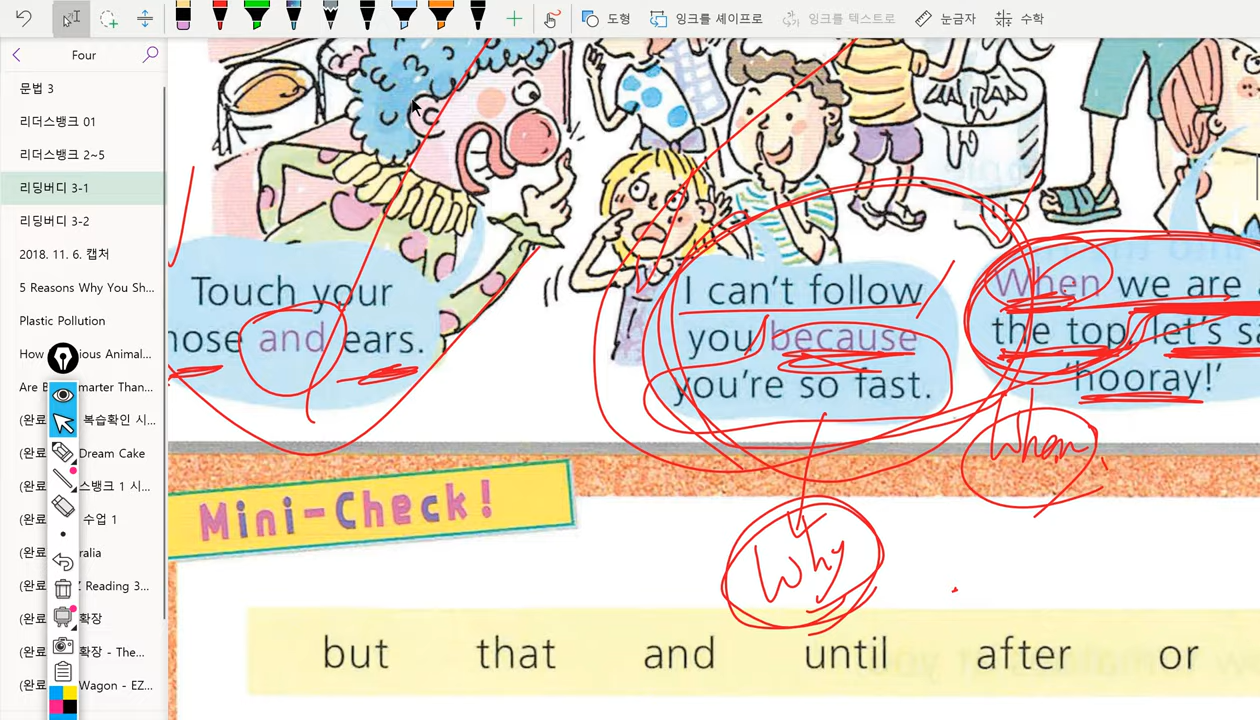 도형
잉크를 셰이프로
잉크를 텍스트로
눈금자
수학
Four
문법 3
리더스뱅크 01
리더스뱅크 2~5
리딩버디 3-1
리딩버디 3-2
2018. 11. 6. 캡처
5 Reasons Why You Sh...
Plastic Pollution
How ious Animal...
Are B marter Than...
(완료 복습확인 시...
(완료 Dream Cake
(완료 스뱅크 1 시...
(완료 수업 1
(완료 ralia
(완료 Reading 3...
(완료 확장
(완료 확장 - The...
(완료 Wagon - EZ...
Touch your
nose and ears.
I can't follow
you because
you're so fast.
When we are a
the top, let's sa
'hooray!'
When
Why
Mini-Check!
but that and until after or